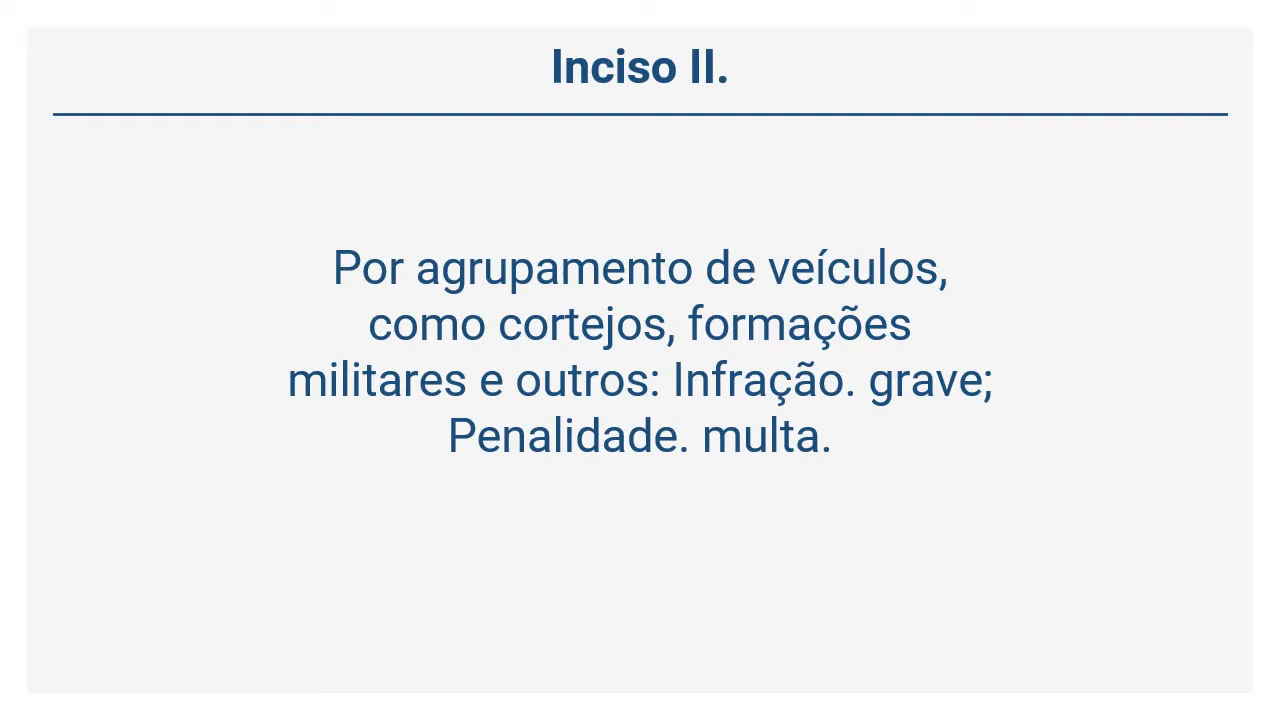 Inciso II.
Por agrupamento de veículos,
como cortejos, formações
militares e outros: Infração. grave;
Penalidade. multa.